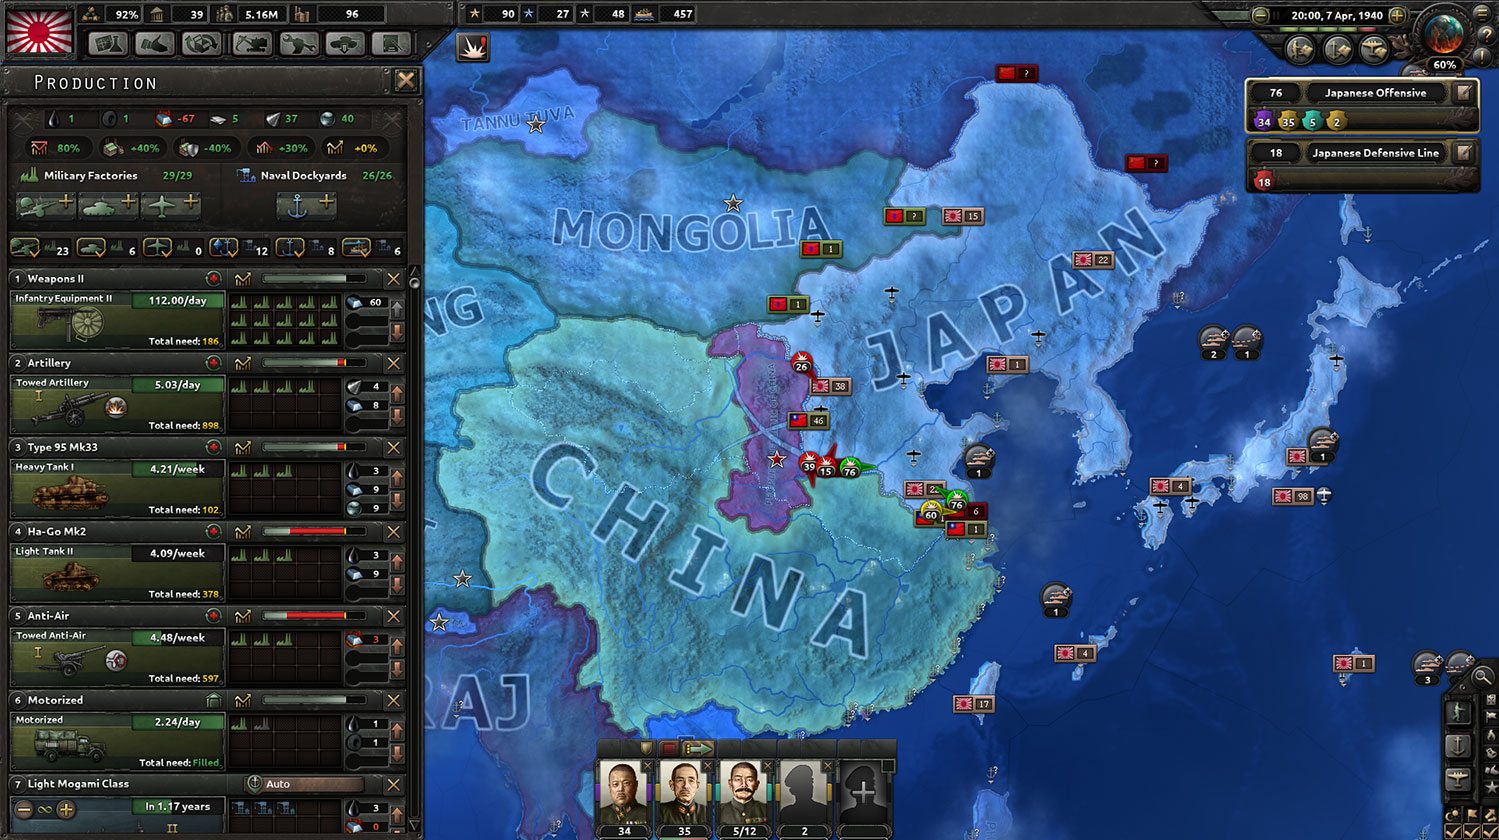 92% 39 5.16M 96 90 27 48 457 20:00, 7 Apr, 1940
60%
PRODUCTION
1 1 -67 5 37 40
80% +40% -40% +30% +0%
Military Factories 29/29 Naval Dockyards 26/26
23 6 0 12 8 6
1 Weapons II
Infantry Equipment II 112.00/day 60
Total need: 186
2 Artillery
Towed Artillery 5.03/day 4
I 8
Total need: 898
3 Type 95 Mk33
Heavy Tank I 4.21/week 3
9
Total need: 102 9
4 Ha-Go Mk2
Light Tank II 4.09/week 3
9
Total need: 378
5 Anti-Air
Towed Anti-Air 4.48/week 3
I
Total need: 597
6 Motorized
Motorized 2.24/day 1
1
Total need: Filled
7 Light Mogami Class Auto
In 1.17 years 3
II 0
76 Japanese Offensive
34 35 5 2
18 Japanese Defensive Line
18
TANNU TUVA
MONGOLIA
JAPAN
CHINA
NG
RAJ
?
?
? 15
1
22
1
26
38
1
46
39 15 76
76
60
6
1
1
2 1
1
4
98
1
4
1
3
17
34 35 5/12 2